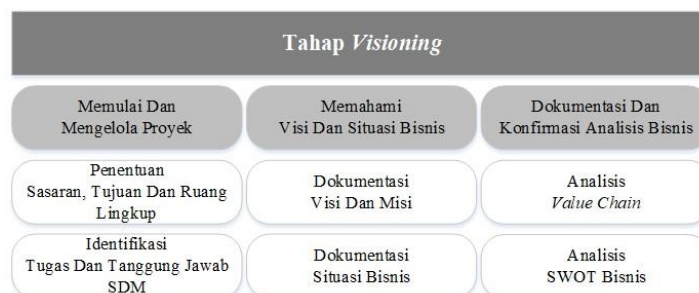 Tahap Visioning
Memulai Dan
Mengelola Proyek
Memahami
Visi Dan Situasi Bisnis
Dokumentasi Dan
Konfirmasi Analisis Bisnis
Penentuan
Sasaran, Tujuan Dan Ruang
Lingkup
Dokumentasi
Visi Dan Misi
Analisis
Value Chain
Identifikasi
Tugas Dan Tanggung Jawab
SDM
Dokumentasi
Situasi Bisnis
Analisis
SWOT Bisnis